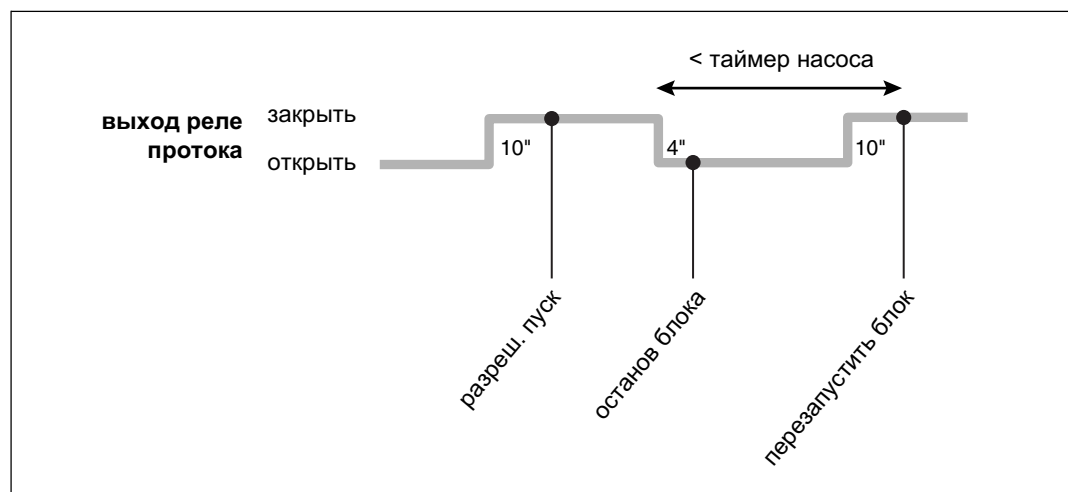 < таймер насоса
выход реле
протока
закрыть
открыть
10"
4"
10"
разреш. пуск
останов блока
перезапустить блок